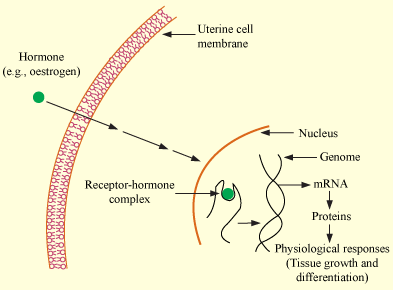 Uterine cell
membrane
Hormone
(e.g., oestrogen)
Nucleus
Genome
Receptor-hormone
complex
mRNA
Proteins
Physiological responses
(Tissue growth and
differentiation)